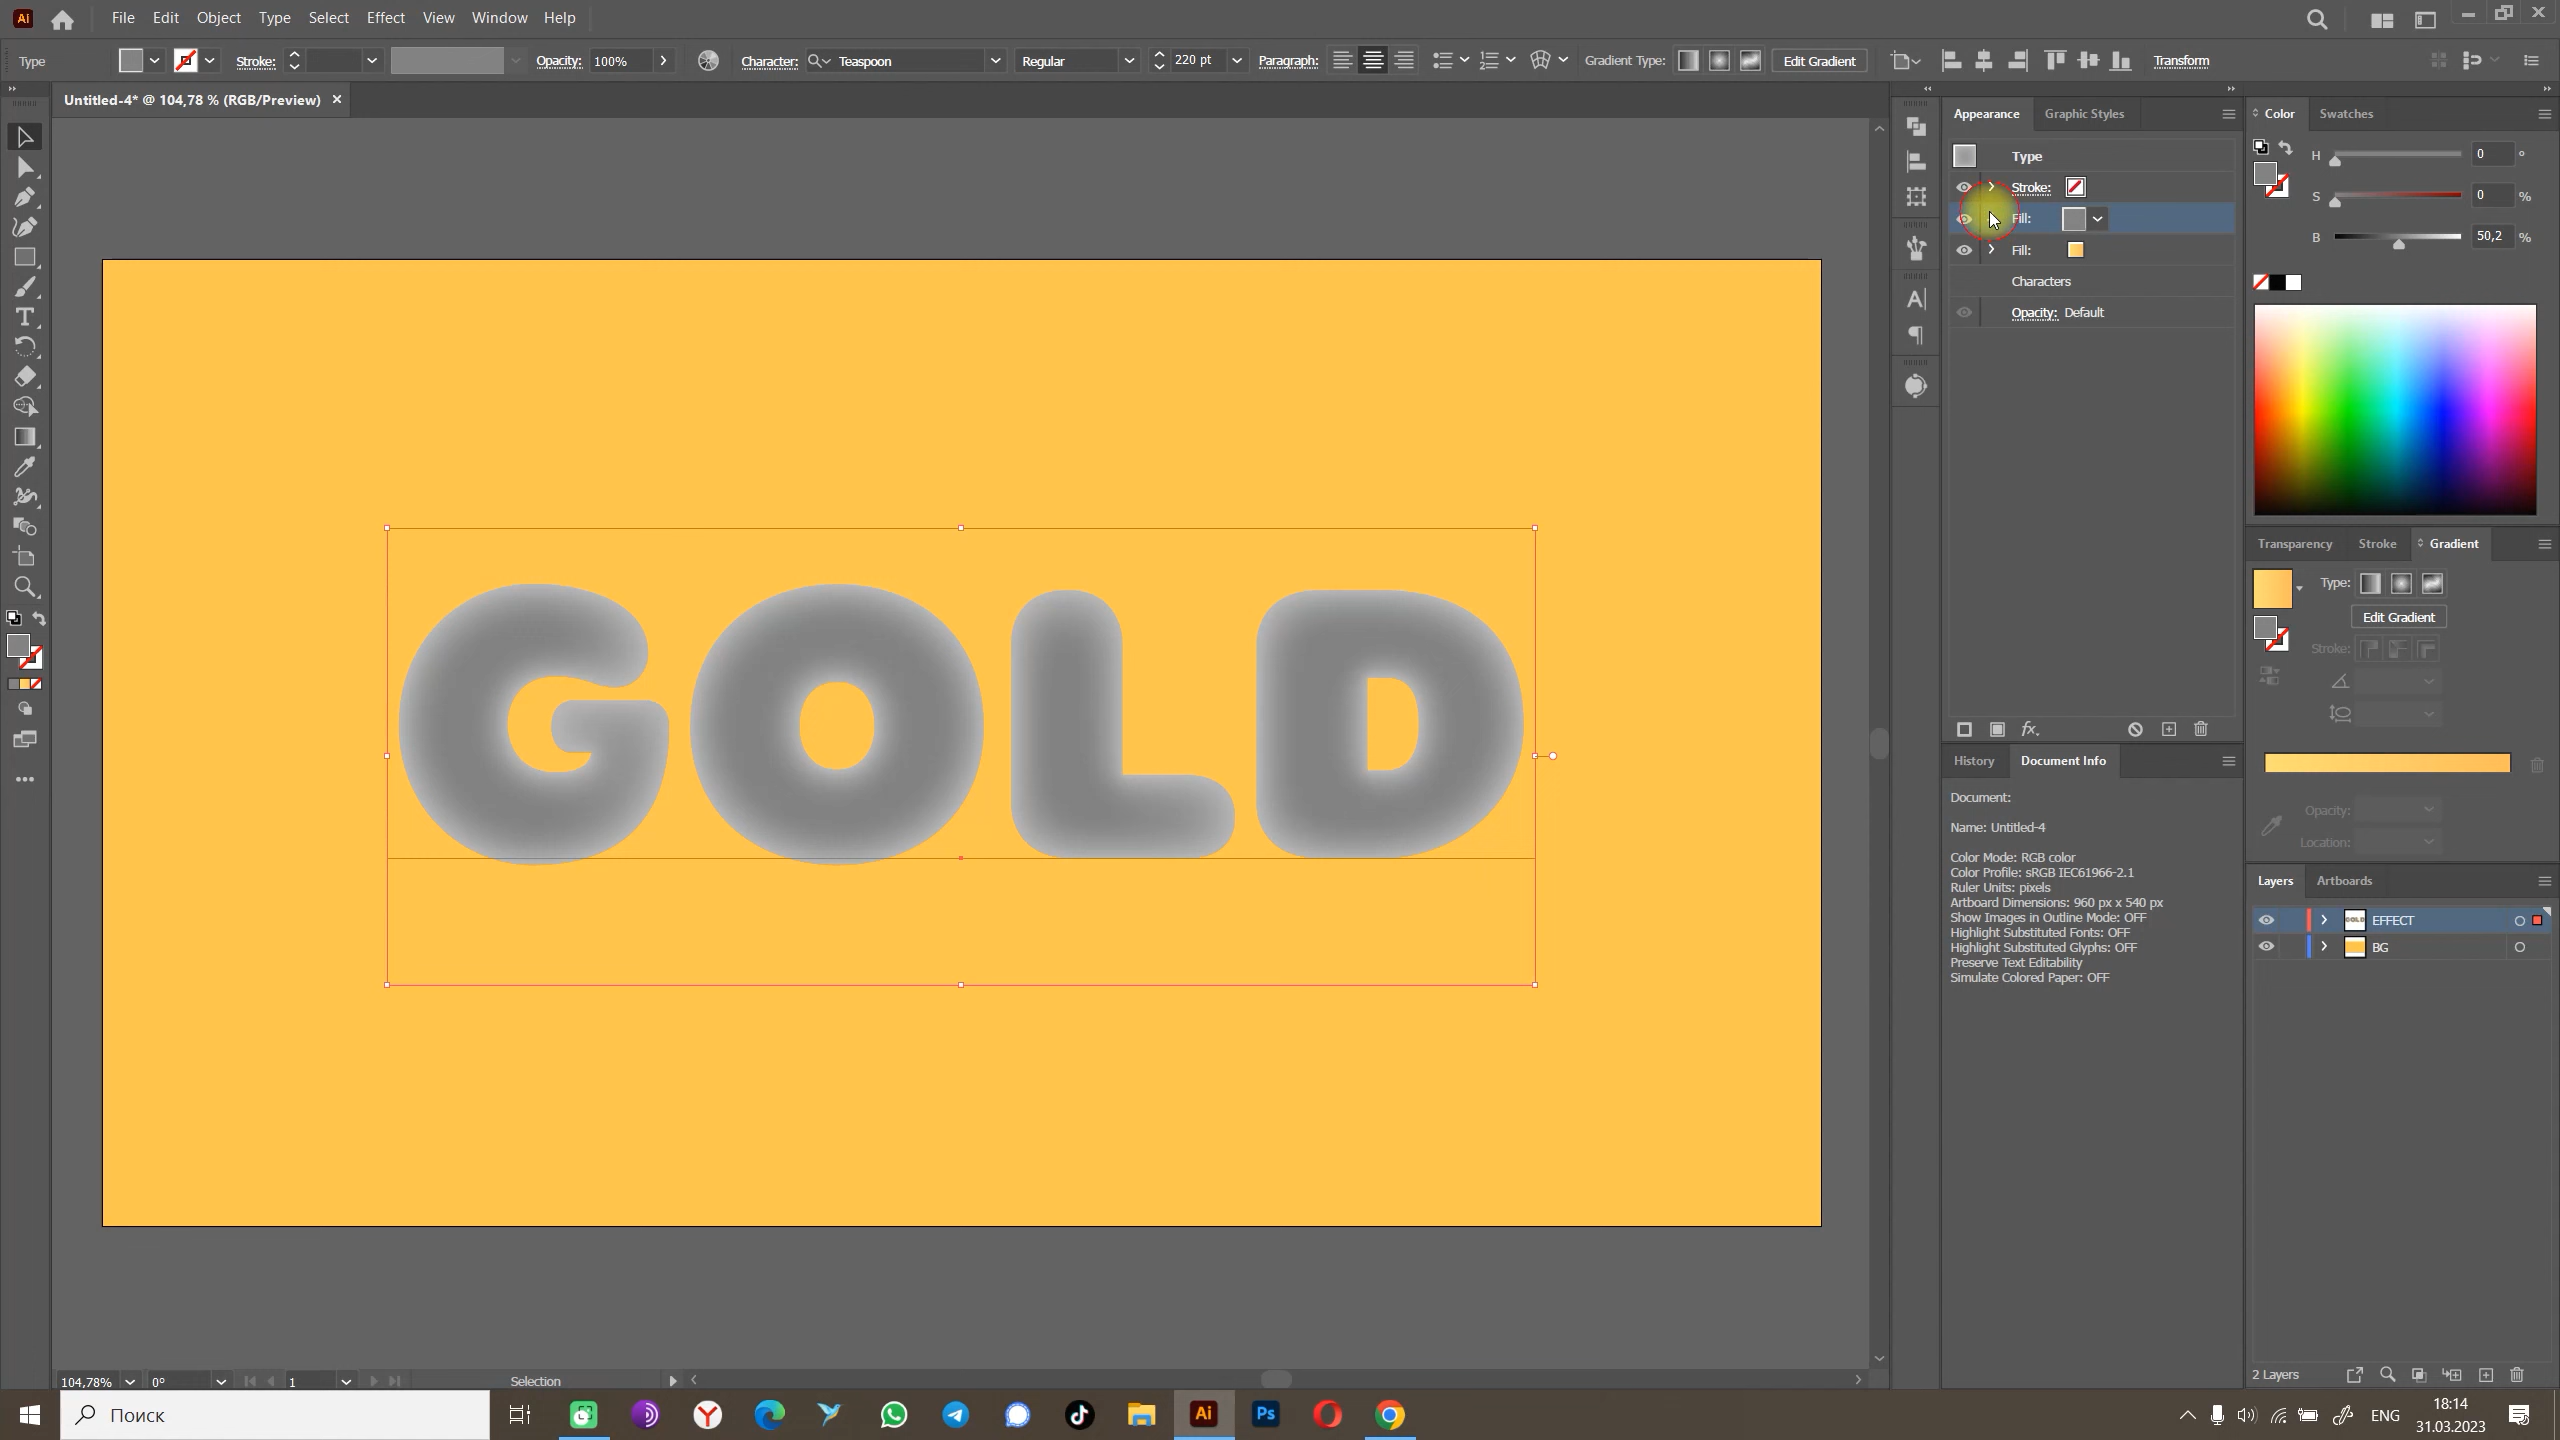 Ai File Edit Object Type Select Effect View Window Help
Type Stroke: Opacity: 100% Character: Teaspoon Regular 220 pt Paragraph: Gradient Type: Edit Gradient Transform
Untitled-4* @ 104,78 % (RGB/Preview) ×
Appearance Graphic Styles
Type
Stroke:
Fill:
Fill:
Characters
Opacity: Default
Color Swatches
H 0 °
S 0 %
B 50,2 %
GOLD
Transparency Stroke Gradient
Type:
Edit Gradient
Stroke:
Opacity:
Location:
fx.
History Document Info
Document:
Name: Untitled-4
Color Mode: RGB color
Color Profile: sRGB IEC61966-2.1
Ruler Units: pixels
Artboard Dimensions: 960 px x 540 px
Show Images in Outline Mode: OFF
Highlight Substituted Fonts: OFF
Highlight Substituted Glyphs: OFF
Preserve Text Editability
Simulate Colored Paper: OFF
Layers Artboards
EFFECT
BG
2 Layers
104,78% 0° 1 Selection
Поиск
Ai
Ps
ENG
18:14
31.03.2023